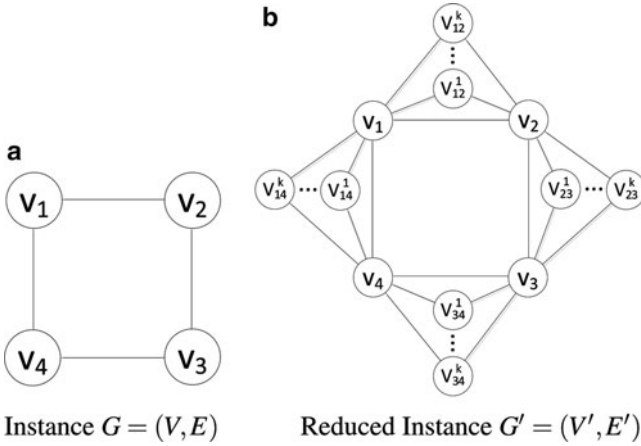 b
V₁₂ᵏ
⋮
V₁₂¹
v₁
v₂
a
v₁
v₂
V₁₄ᵏ ··· V₁₄¹
V₂₃¹ ··· V₂₃ᵏ
v₄
v₃
v₄
v₃
V₃₄¹
⋮
V₃₄ᵏ
Instance G = (V, E)
Reduced Instance G′ = (V′, E′)